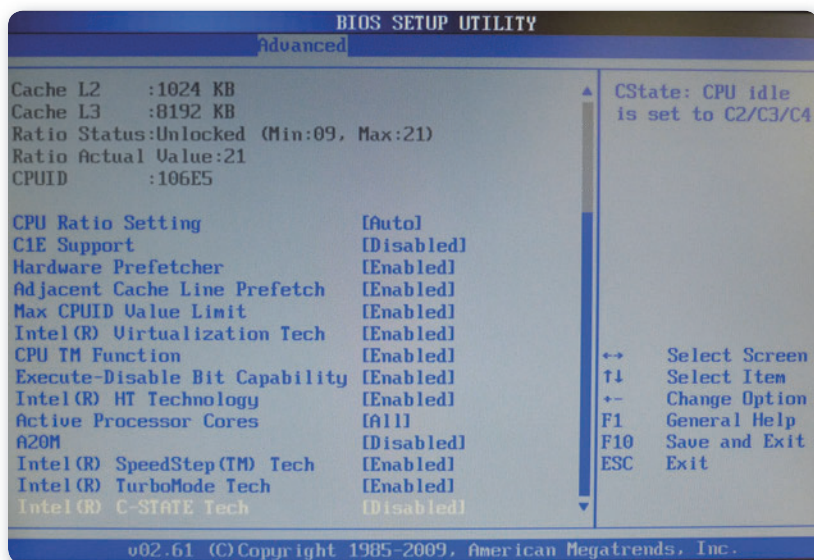 BIOS SETUP UTILITY
Advanced
Cache L2 :1024 KB
Cache L3 :8192 KB
Ratio Status:Unlocked (Min:09, Max:21)
Ratio Actual Value:21
CPUID :106E5
CPU Ratio Setting [Auto]
C1E Support [Disabled]
Hardware Prefetcher [Enabled]
Adjacent Cache Line Prefetch [Enabled]
Max CPUID Value Limit [Enabled]
Intel(R) Virtualization Tech [Enabled]
CPU TM Function [Enabled]
Execute-Disable Bit Capability [Enabled]
Intel(R) HT Technology [Enabled]
Active Processor Cores [All]
A20M [Disabled]
Intel(R) SpeedStep(TM) Tech [Enabled]
Intel(R) TurboMode Tech [Enabled]
Intel(R) C-STATE Tech [Disabled]
CState: CPU idle
is set to C2/C3/C4
↔ Select Screen
↑↓ Select Item
+- Change Option
F1 General Help
F10 Save and Exit
ESC Exit
v02.61 (C)Copyright 1985-2009, American Megatrends, Inc.